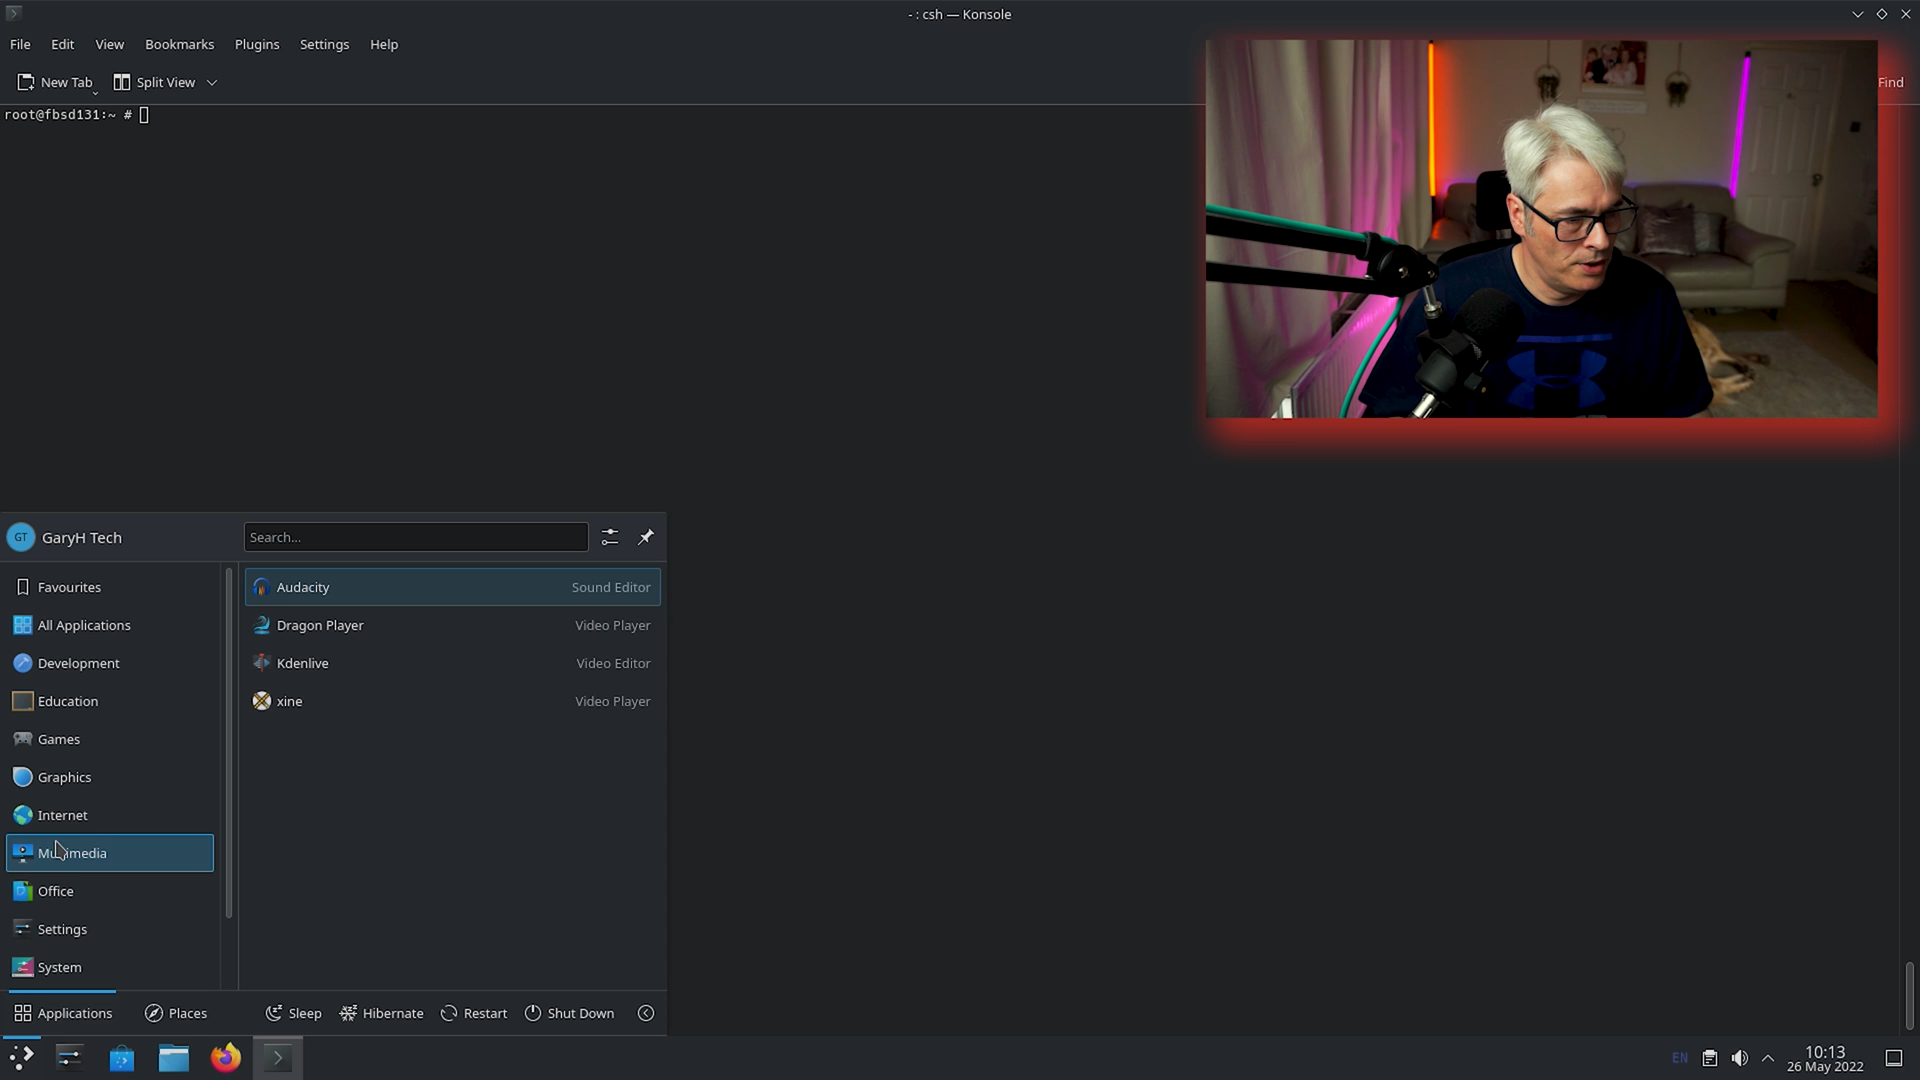 - : csh — Konsole
File Edit View Bookmarks Plugins Settings Help
New Tab Split View Find
root@fbsd131:~ #
GT GaryH Tech Search...
Favourites
All Applications
Development
Education
Games
Graphics
Internet
Multimedia
Office
Settings
System
Audacity Sound Editor
Dragon Player Video Player
Kdenlive Video Editor
xine Video Player
Applications Places Sleep Hibernate Restart Shut Down
EN 10:13
26 May 2022